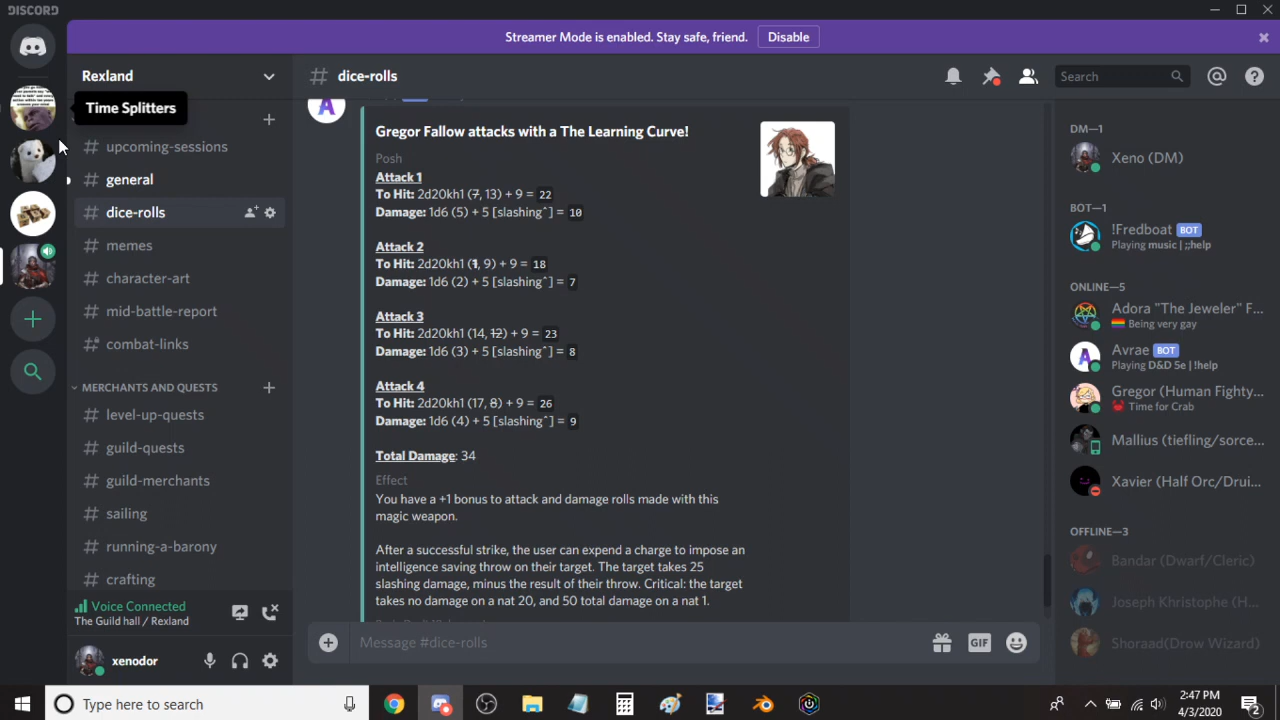 DISCORD
Streamer Mode is enabled. Stay safe, friend.
Disable
Rexland
Time Splitters
# upcoming-sessions
# general
# dice-rolls
# memes
# character-art
# mid-battle-report
# combat-links
MERCHANTS AND QUESTS
# level-up-quests
# guild-quests
# guild-merchants
# sailing
# running-a-barony
# crafting
Voice Connected
The Guild hall / Rexland
xenodor
# dice-rolls
Search
Gregor Fallow attacks with a The Learning Curve!
Posh
Attack 1
To Hit: 2d20kh1 (7, 13) + 9 = 22
Damage: 1d6 (5) + 5 [slashing^] = 10
Attack 2
To Hit: 2d20kh1 (1, 9) + 9 = 18
Damage: 1d6 (2) + 5 [slashing^] = 7
Attack 3
To Hit: 2d20kh1 (14, 12) + 9 = 23
Damage: 1d6 (3) + 5 [slashing^] = 8
Attack 4
To Hit: 2d20kh1 (17, 8) + 9 = 26
Damage: 1d6 (4) + 5 [slashing^] = 9
Total Damage: 34
Effect
You have a +1 bonus to attack and damage rolls made with this
magic weapon.
After a successful strike, the user can expend a charge to impose an
intelligence saving throw on their target. The target takes 25
slashing damage, minus the result of their throw. Critical: the target
takes no damage on a nat 20, and 50 total damage on a nat 1.
Message #dice-rolls
GIF
DM—1
Xeno (DM)
BOT—1
!Fredboat BOT
Playing music | ;;help
ONLINE—5
Adora "The Jeweler" F...
Being very gay
Avrae BOT
Playing D&D 5e | !help
Gregor (Human Fighty...
Time for Crab
Mallius (tiefling/sorce...
Xavier (Half Orc/Drui...
OFFLINE—3
Bandar (Dwarf/Cleric)
Joseph Khristophe (H...
Shoraad(Drow Wizard)
Type here to search
2:47 PM
4/3/2020
2